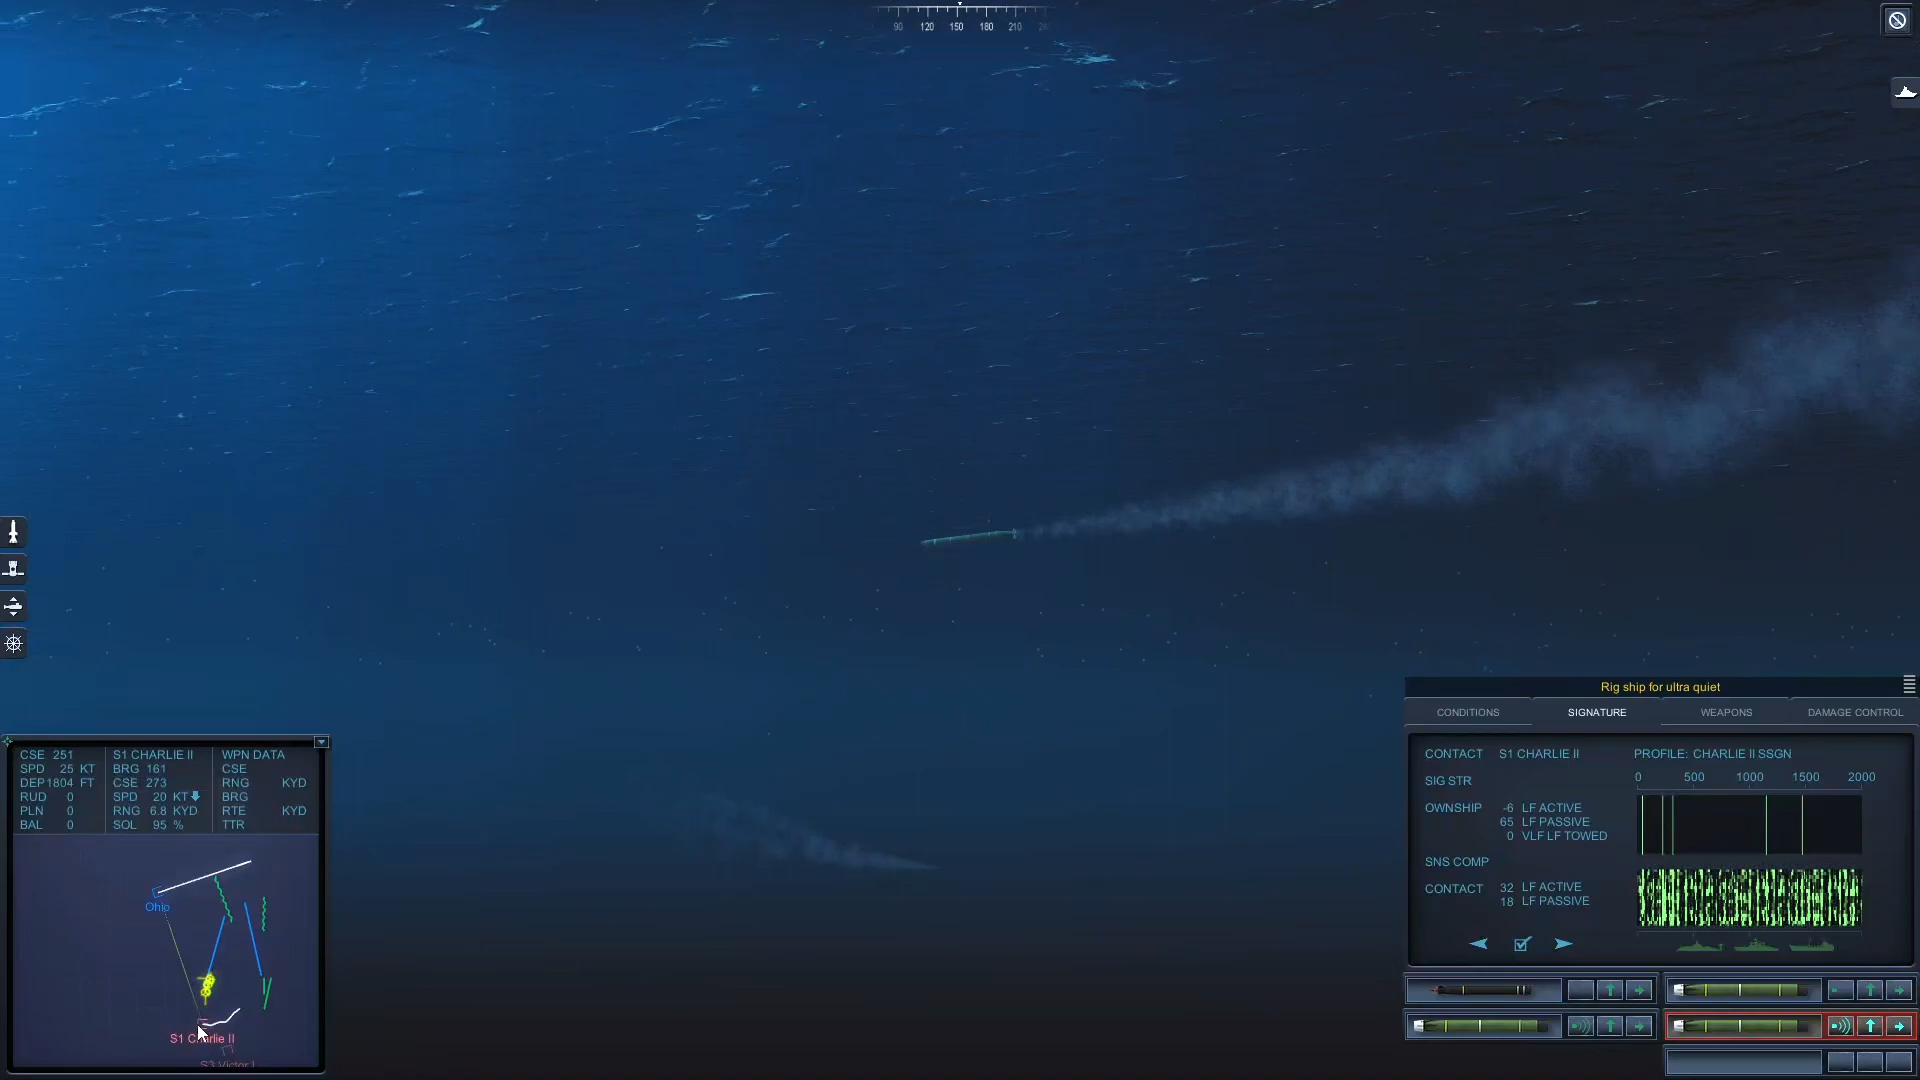 90 120 150 180 210
Rig ship for ultra quiet
CONDITIONS SIGNATURE WEAPONS DAMAGE CONTROL
CONTACT S1 CHARLIE II PROFILE: CHARLIE II SSGN
SIG STR 0 500 1000 1500 2000
OWNSHIP -6 LF ACTIVE
65 LF PASSIVE
0 VLF LF TOWED
SNS COMP
CONTACT 32 LF ACTIVE
18 LF PASSIVE
CSE 251 S1 CHARLIE II WPN DATA
SPD 25 KT BRG 161 CSE
DEP 1804 FT CSE 273 RNG KYD
RUD 0 SPD 20 KT BRG
PLN 0 RNG 6.8 KYD RTE KYD
BAL 0 SOL 95 % TTR
Ohio
S1 Charlie II
S3 Victor I